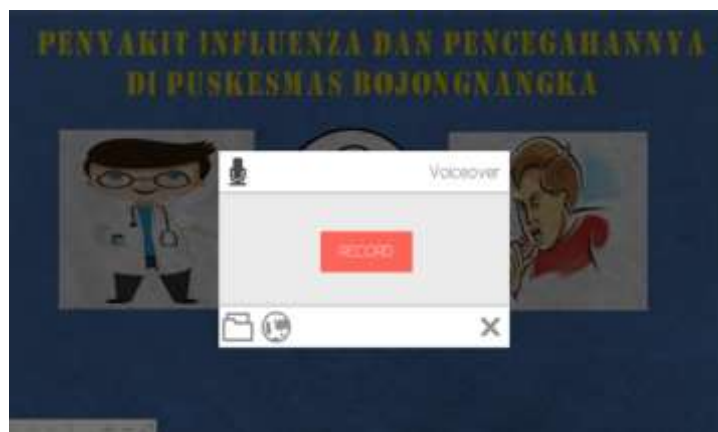 PENYAKIT INFLUENZA DAN PENCEGAHANNYA
DI PUSKESMAS BOJONGNANGKA
Voiceover
RECORD